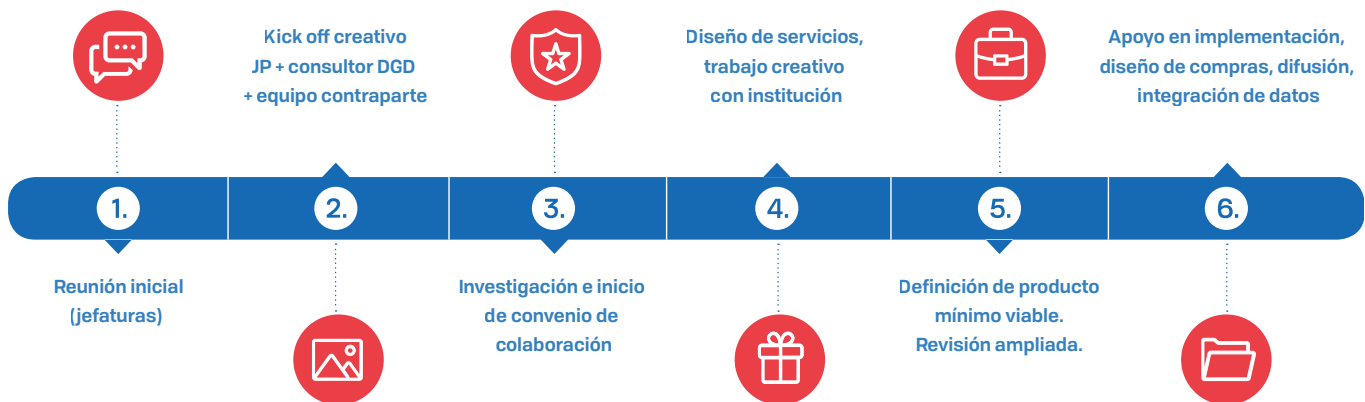 Kick off creativo
JP + consultor DGD
+ equipo contraparte
Diseño de servicios,
trabajo creativo
con institución
Apoyo en implementación,
diseño de compras, difusión,
integración de datos
1.
2.
3.
4.
5.
6.
Reunión inicial
(jefaturas)
Investigación e inicio
de convenio de
colaboración
Definición de producto
mínimo viable.
Revisión ampliada.